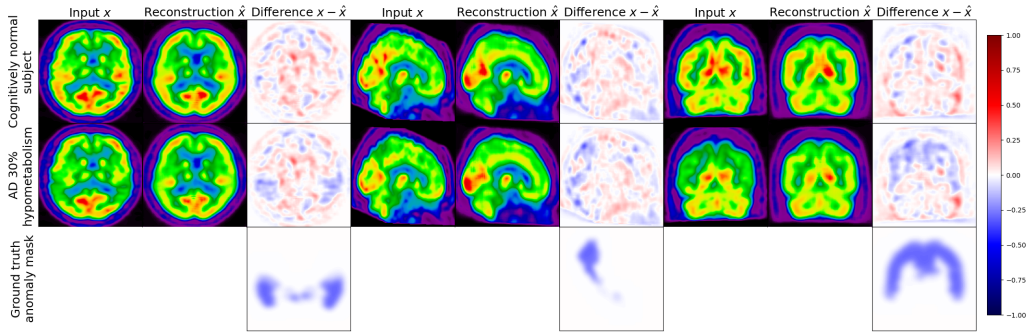 Input x Reconstruction x̂ Difference x − x̂ Input x Reconstruction x̂ Difference x − x̂ Input x Reconstruction x̂ Difference x − x̂
Cognitively normal
subject
AD 30%
hypometabolism
Ground truth
anomaly mask
1.00
0.75
0.50
0.25
0.00
−0.25
−0.50
−0.75
−1.00